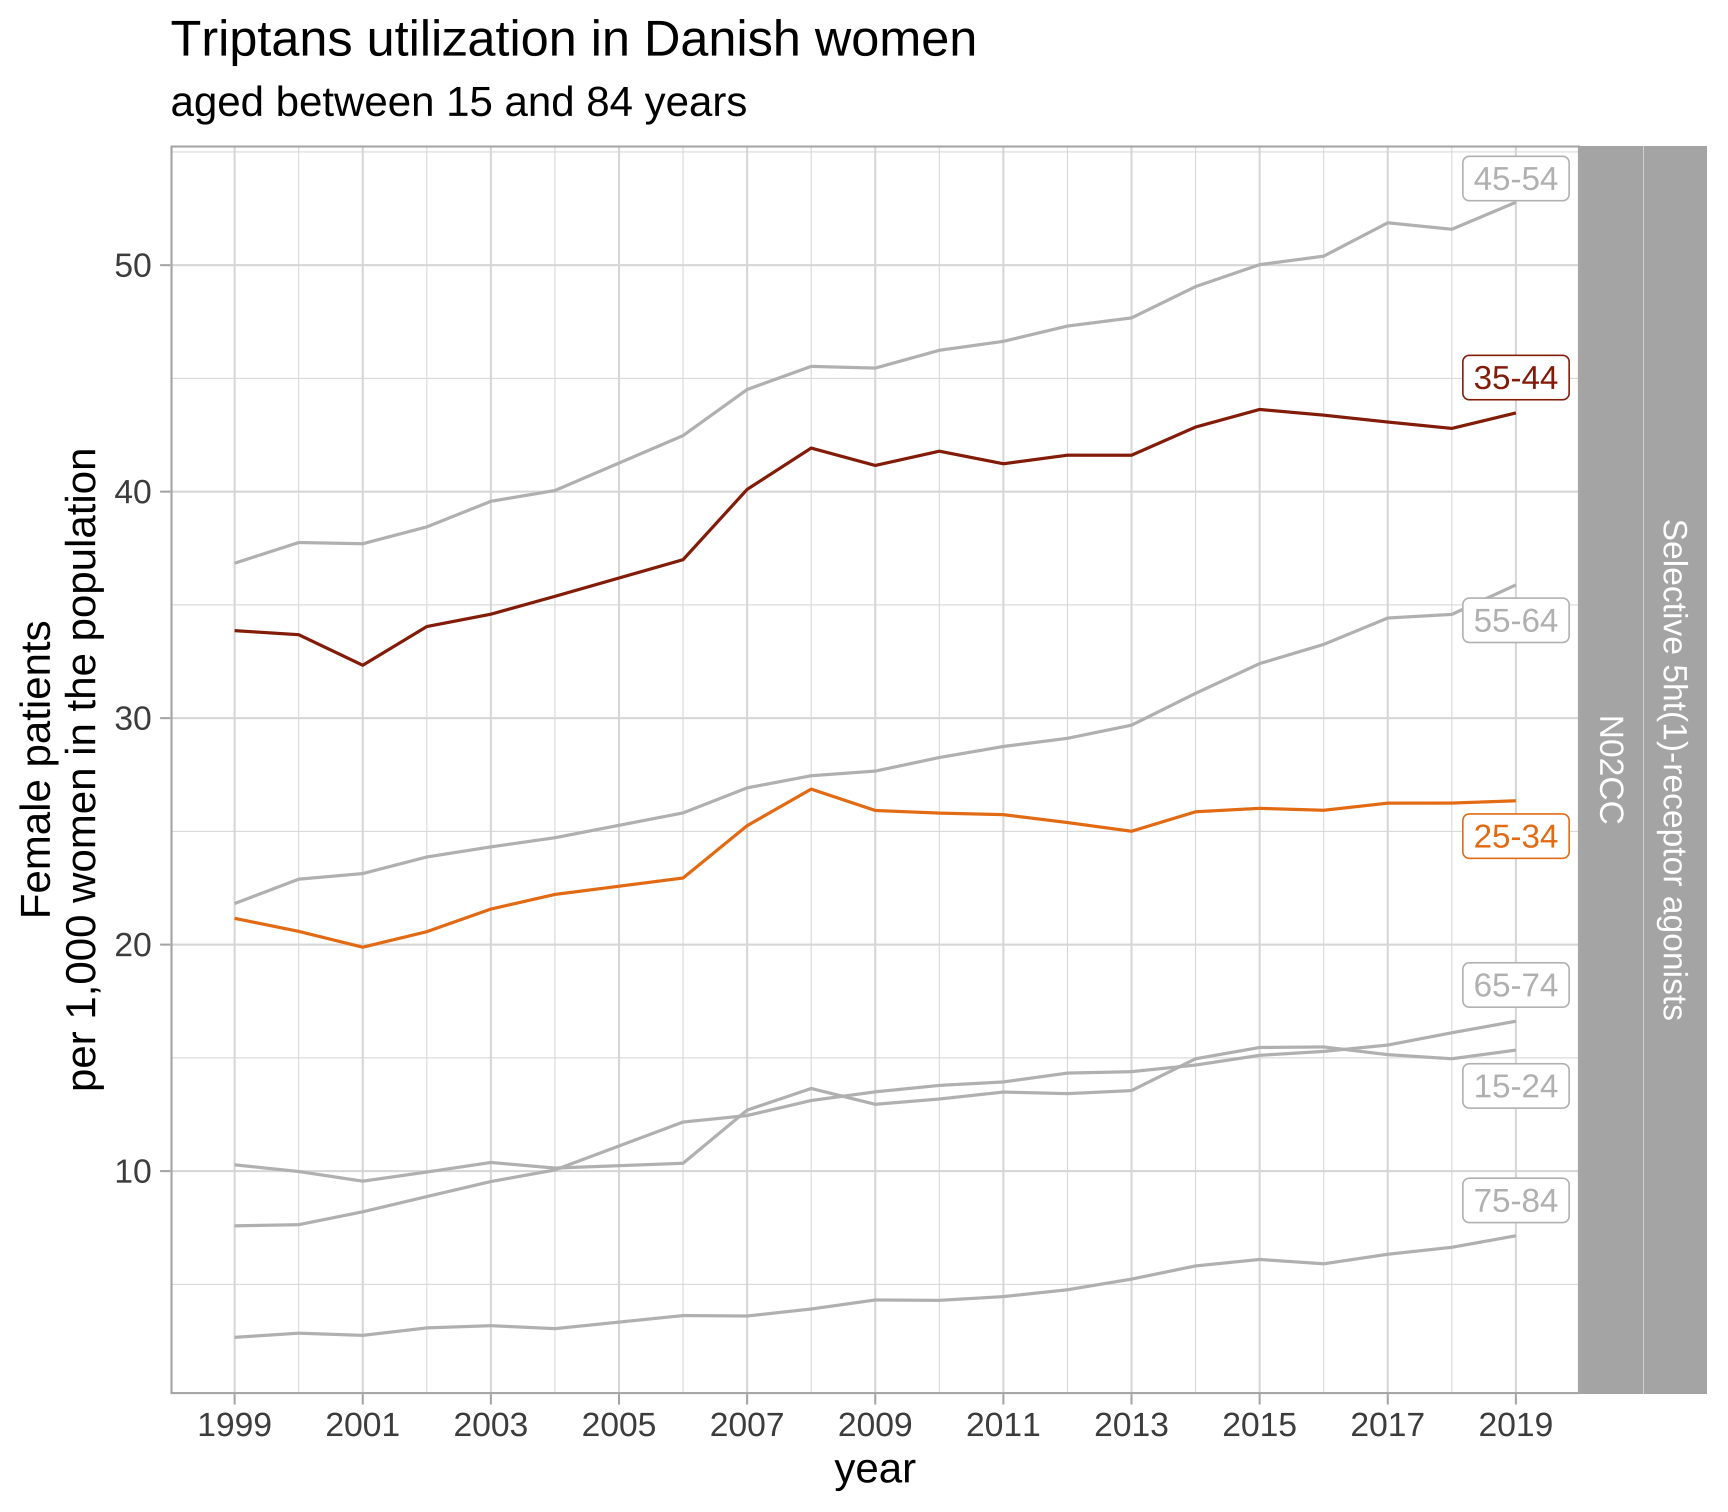 Triptans utilization in Danish women
aged between 15 and 84 years
Female patients
per 1,000 women in the population
50
40
30
20
10
45-54
35-44
55-64
25-34
65-74
15-24
75-84
N02CC
Selective 5ht(1)-receptor agonists
1999 2001 2003 2005 2007 2009 2011 2013 2015 2017 2019
year